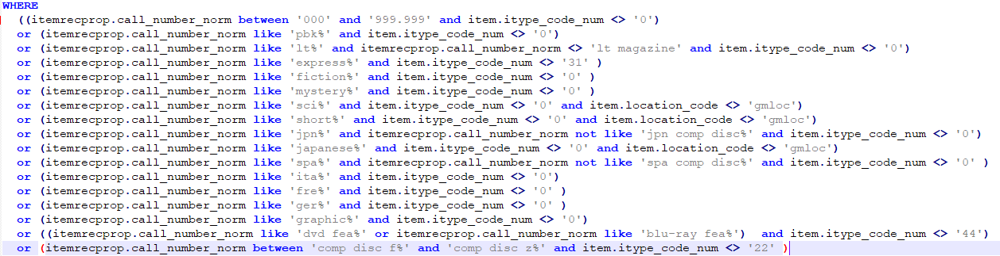 WHERE
((itemrecprop.call_number_norm between '000' and '999.999' and item.itype_code_num <> '0')
or (itemrecprop.call_number_norm like 'pbk%' and item.itype_code_num <> '0')
or (itemrecprop.call_number_norm like 'lt%' and itemrecprop.call_number_norm <> 'lt magazine' and item.itype_code_num <> '0')
or (itemrecprop.call_number_norm like 'express%' and item.itype_code_num <> '31' )
or (itemrecprop.call_number_norm like 'fiction%' and item.itype_code_num <> '0' )
or (itemrecprop.call_number_norm like 'mystery%' and item.itype_code_num <> '0' )
or (itemrecprop.call_number_norm like 'sci%' and item.itype_code_num <> '0' and item.location_code <> 'gmloc')
or (itemrecprop.call_number_norm like 'short%' and item.itype_code_num <> '0' and item.location_code <> 'gmloc')
or (itemrecprop.call_number_norm like 'jpn%' and itemrecprop.call_number_norm not like 'jpn comp disc%' and item.itype_code_num <> '0')
or (itemrecprop.call_number_norm like 'japanese%' and item.itype_code_num <> '0' and item.location_code <> 'gmloc')
or (itemrecprop.call_number_norm like 'spa%' and itemrecprop.call_number_norm not like 'spa comp disc%' and item.itype_code_num <> '0' )
or (itemrecprop.call_number_norm like 'ita%' and item.itype_code_num <> '0')
or (itemrecprop.call_number_norm like 'fre%' and item.itype_code_num <> '0' )
or (itemrecprop.call_number_norm like 'ger%' and item.itype_code_num <> '0' )
or (itemrecprop.call_number_norm like 'graphic%' and item.itype_code_num <> '0')
or ((itemrecprop.call_number_norm like 'dvd fea%' or itemrecprop.call_number_norm like 'blu-ray fea%')  and item.itype_code_num <> '44')
or (itemrecprop.call_number_norm between 'comp disc f%' and 'comp disc z%' and item.itype_code_num <> '22' )